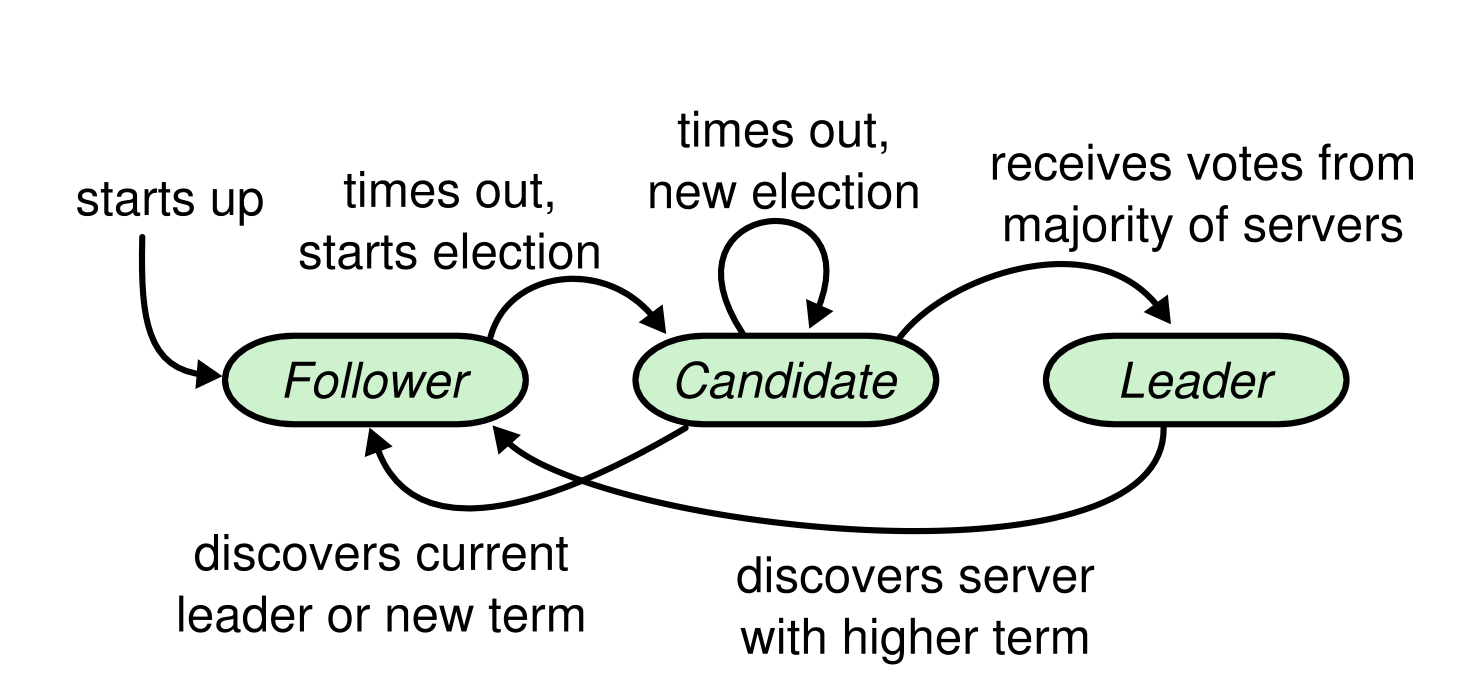 starts up
times out,
starts election
times out,
new election
receives votes from
majority of servers
Follower
Candidate
Leader
discovers current
leader or new term
discovers server
with higher term